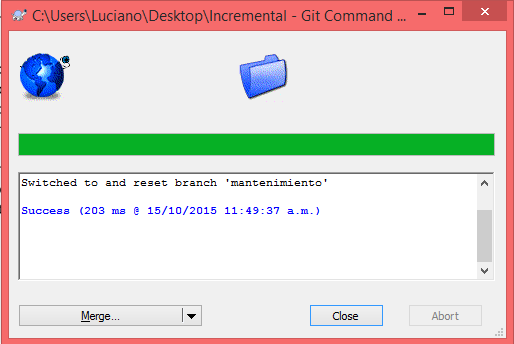 C:\Users\Luciano\Desktop\Incremental - Git Command ...
Switched to and reset branch 'mantenimiento'
Success (203 ms @ 15/10/2015 11:49:37 a.m.)
Merge...
Close
Abort